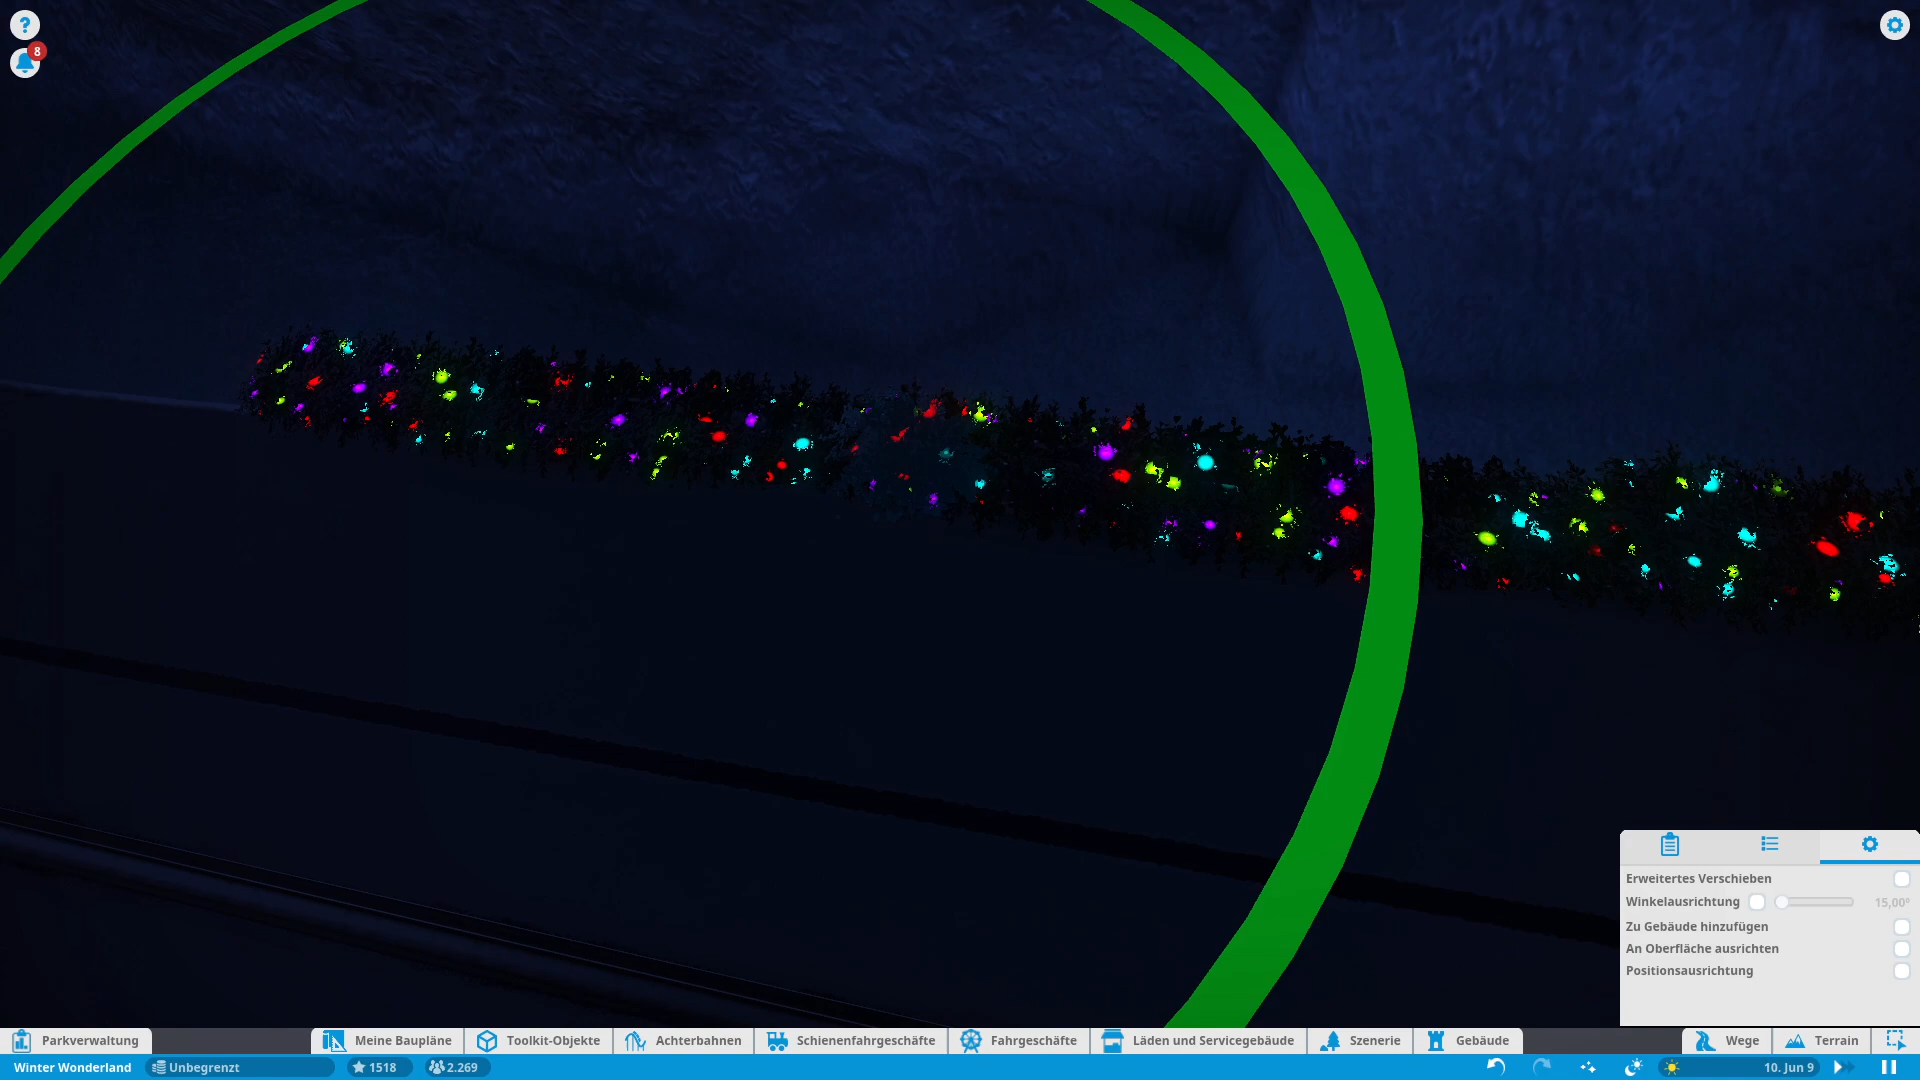 ?
8
Erweitertes Verschieben
Winkelausrichtung 15,00°
Zu Gebäude hinzufügen
An Oberfläche ausrichten
Positionsausrichtung
Parkverwaltung Meine Baupläne Toolkit-Objekte Achterbahnen Schienenfahrgeschäfte Fahrgeschäfte Läden und Servicegebäude Szenerie Gebäude Wege Terrain
Winter Wonderland Unbegrenzt 1518 2.269 10. Jun 9